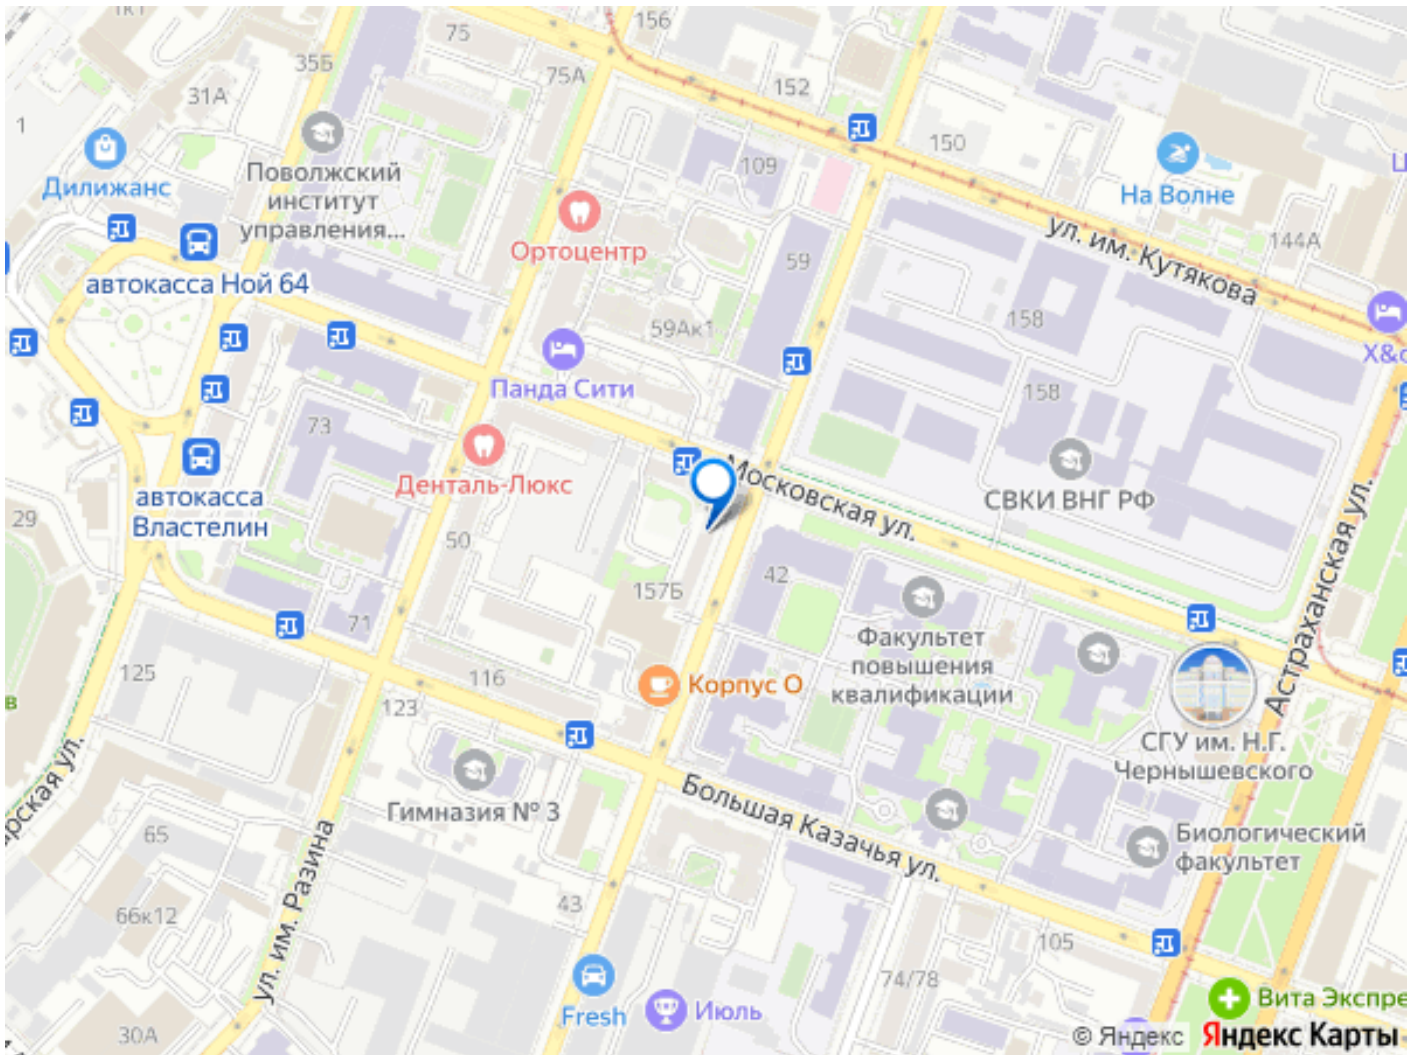 156
75
35Б
75А
152
31А
1
150
Поволжский
институт
управления...
109
Дилижанс
На Волне
Ортоцентр
ул. им. Кутякова
144А
59
автокасса Ной 64
59Ак1
158
Панда Сити
158
73
Денталь-Люкс
Московская ул.
СВКИ ВНГ РФ
автокасса
Властелин
29
50
Астраханская ул.
42
157Б
71
Факультет
повышения
квалификации
125
116
Корпус О
123
СГУ им. Н.Г.
Чернышевского
Гимназия № 3
Большая Казачья ул.
65
Биологический
факультет
ул. им. Разина
66к12
43
105
74/78
Fresh
Июль
Вита Экспре
30А
© Яндекс Яндекс Карты